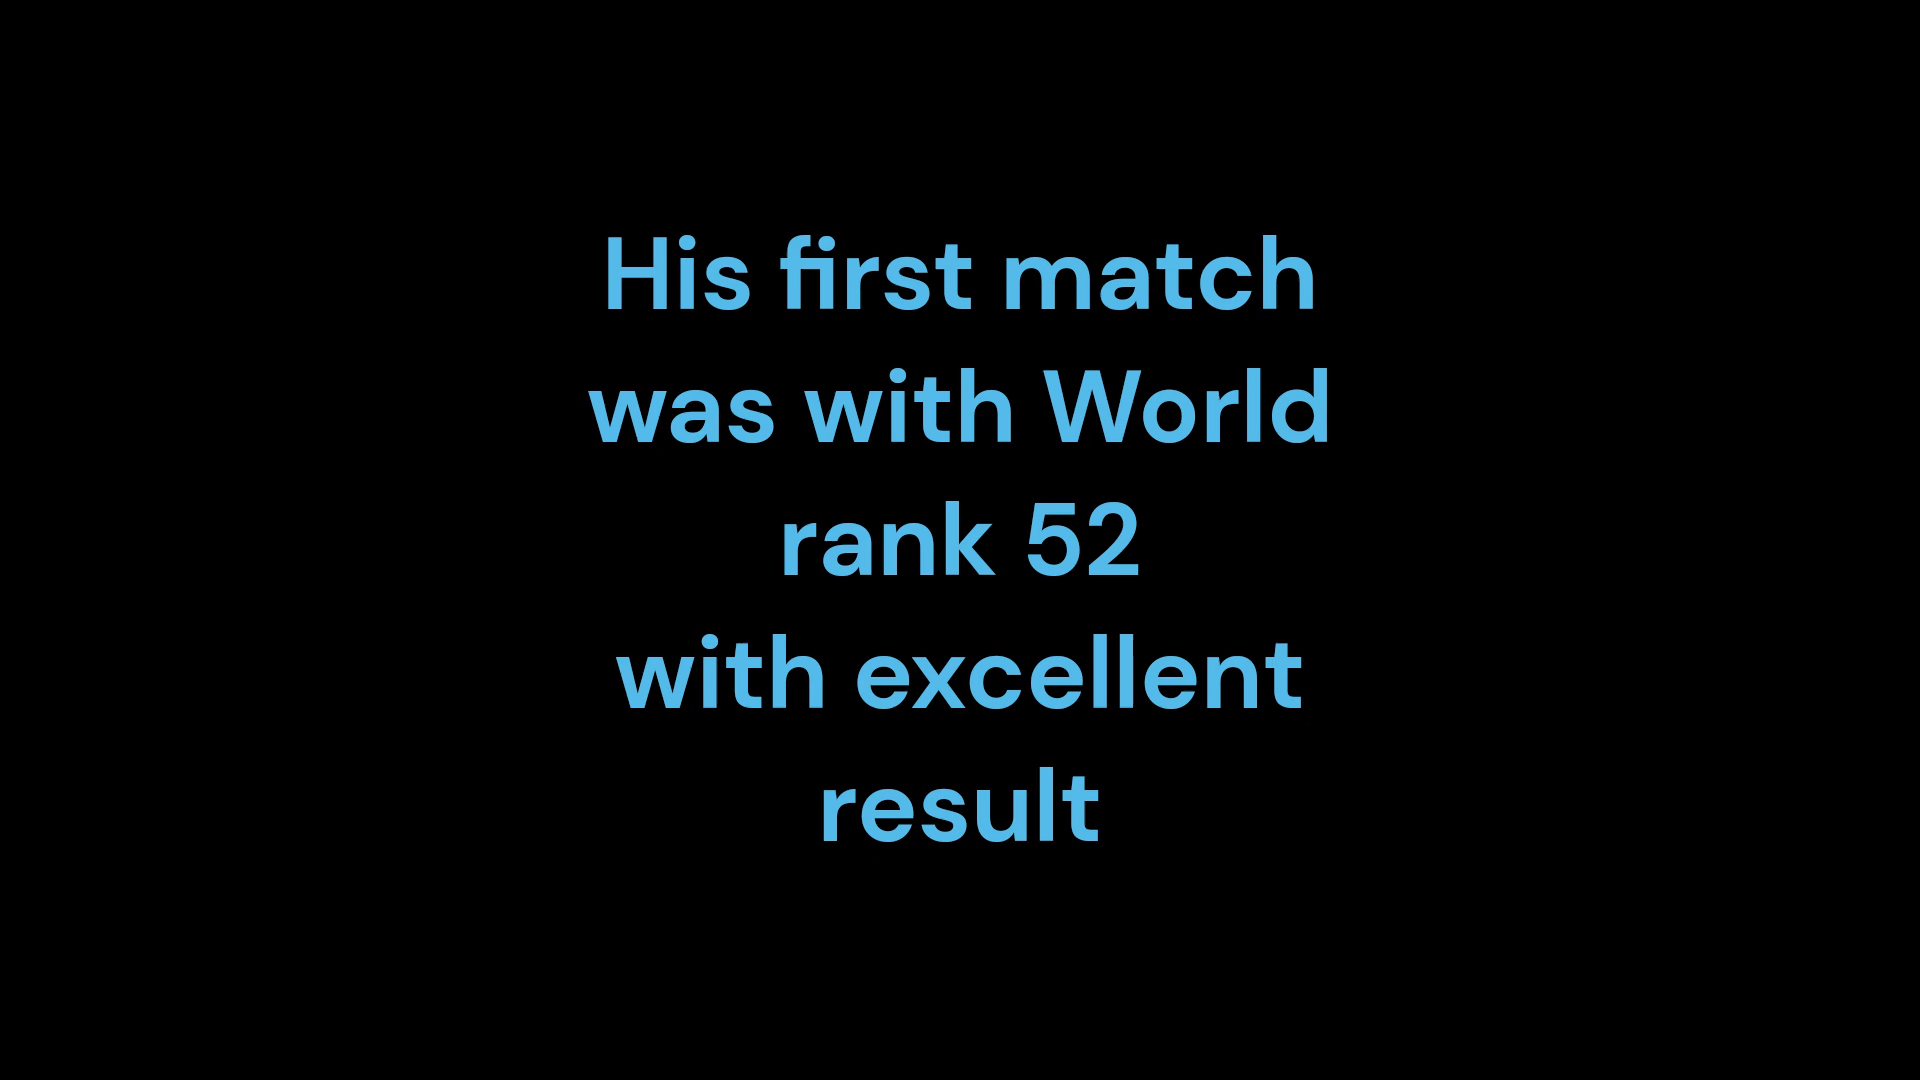 His first match
was with World
rank 52
with excellent
result